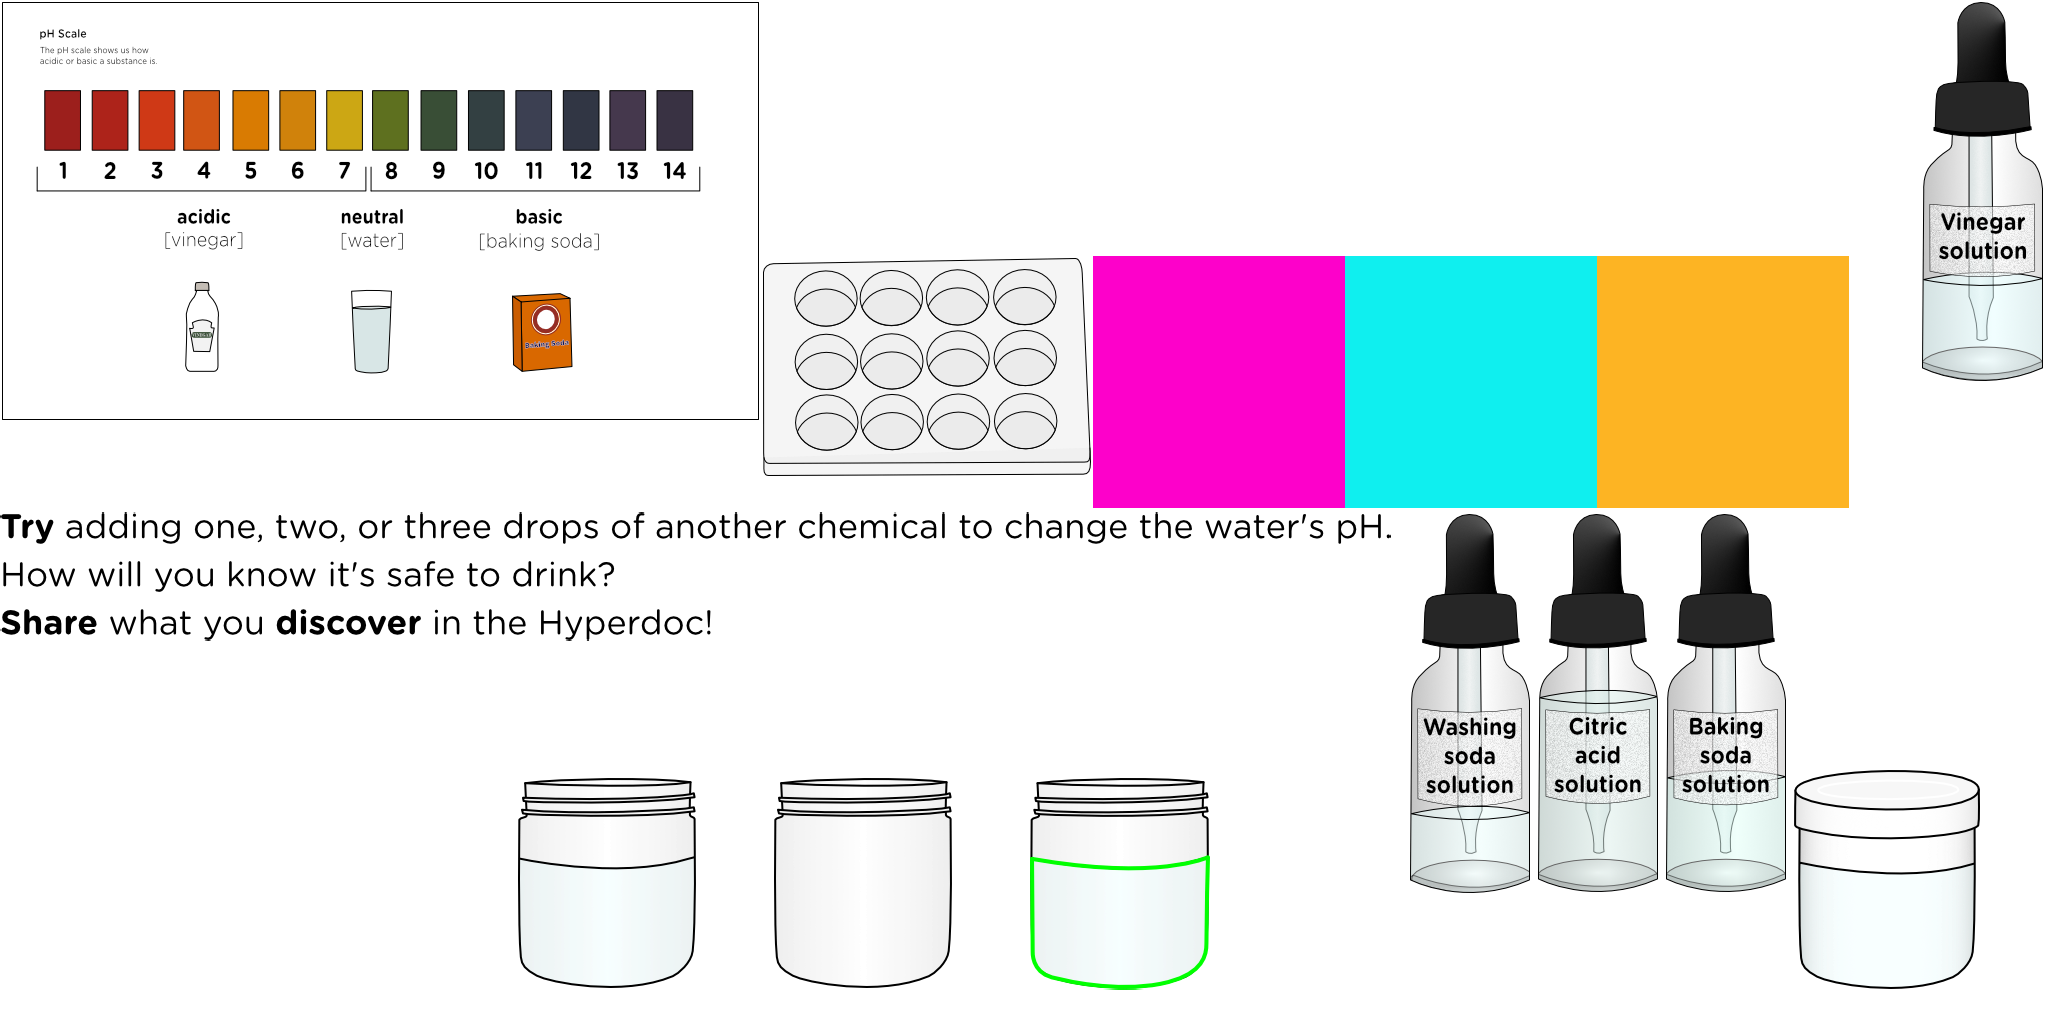 pH Scale
The pH scale shows us how
acidic or basic a substance is.
1 2 3 4 5 6 7 8 9 10 11 12 13 14
acidic neutral basic
[vinegar] [water] [baking soda]
VINEGAR
Baking Soda
Vinegar
solution
Try adding one, two, or three drops of another chemical to change the water's pH.
How will you know it's safe to drink?
Share what you discover in the Hyperdoc!
Washing
soda
solution
Citric
acid
solution
Baking
soda
solution